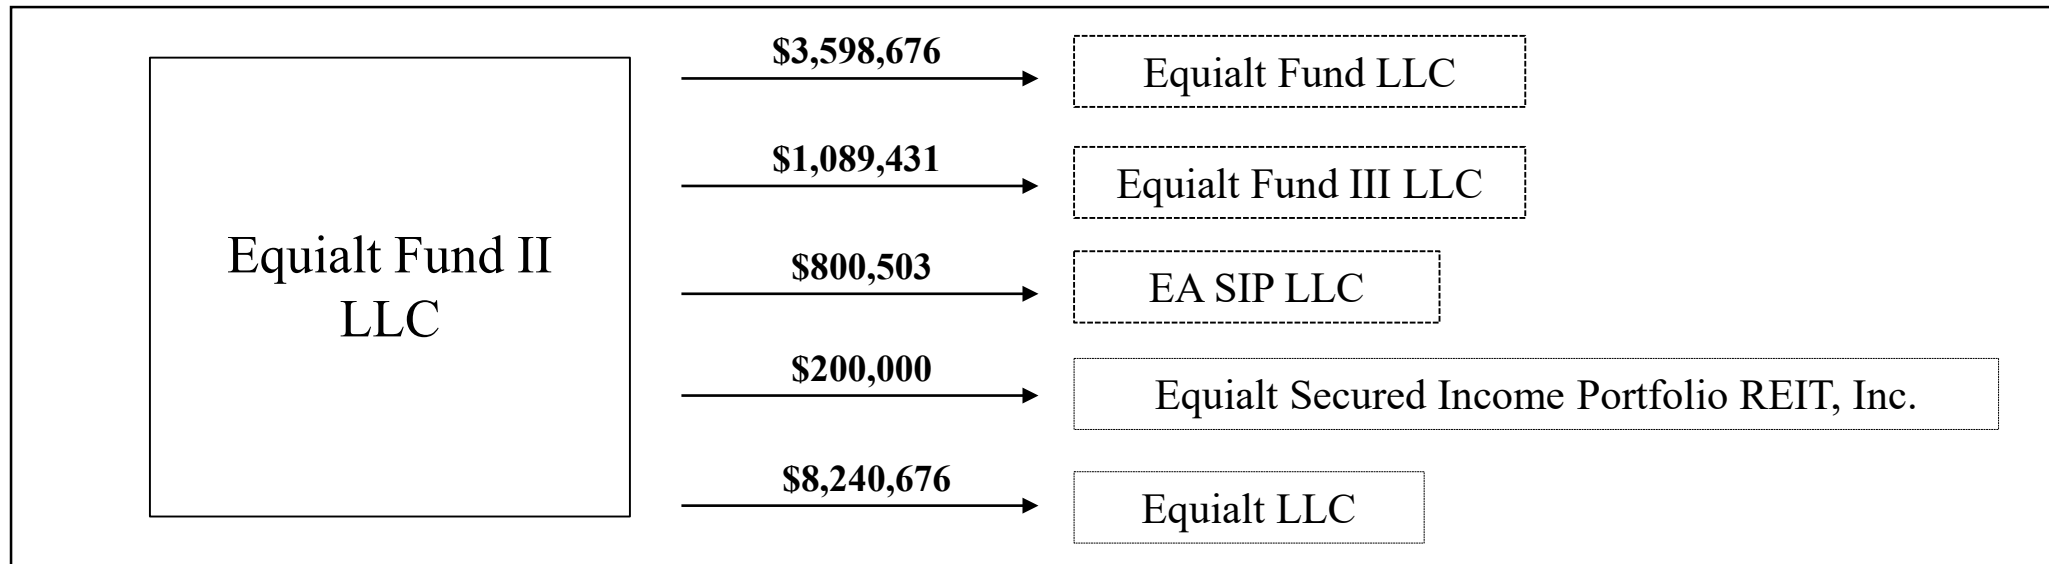 $3,598,676
Equialt Fund LLC
$1,089,431
Equialt Fund III LLC
Equialt Fund II
LLC
$800,503
EA SIP LLC
$200,000
Equialt Secured Income Portfolio REIT, Inc.
$8,240,676
Equialt LLC